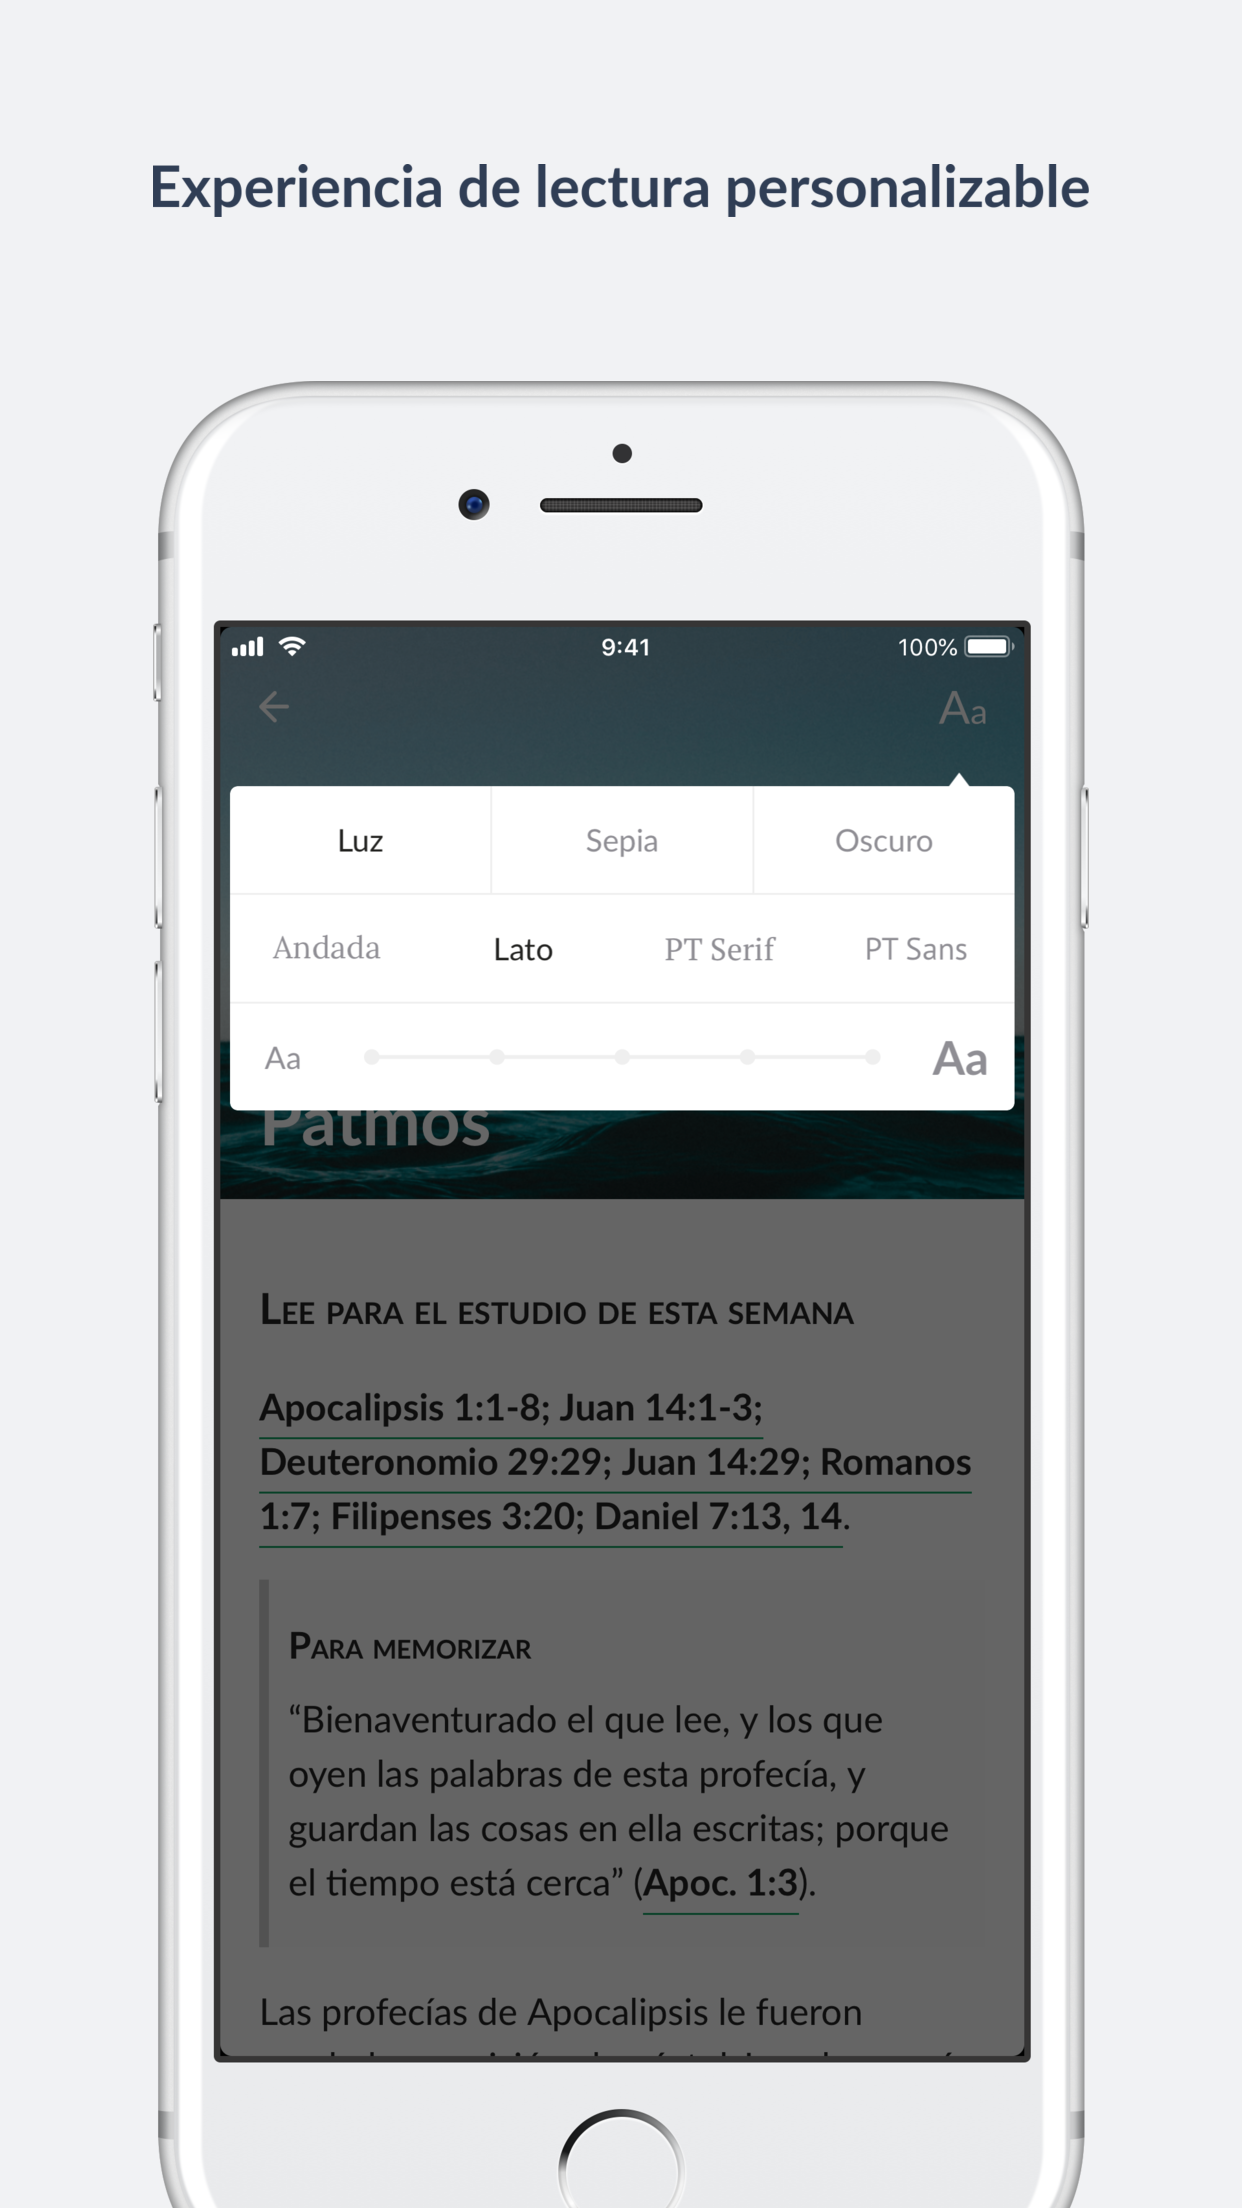 Experiencia de lectura personalizable
9:41
100%
Aa
Luz Sepia Oscuro
Andada Lato PT Serif PT Sans
Aa Aa
Patmos
Lee para el estudio de esta semana
Apocalipsis 1:1-8; Juan 14:1-3;
Deuteronomio 29:29; Juan 14:29; Romanos
1:7; Filipenses 3:20; Daniel 7:13, 14.
Para memorizar
“Bienaventurado el que lee, y los que
oyen las palabras de esta profecía, y
guardan las cosas en ella escritas; porque
el tiempo está cerca” (Apoc. 1:3).
Las profecías de Apocalipsis le fueron